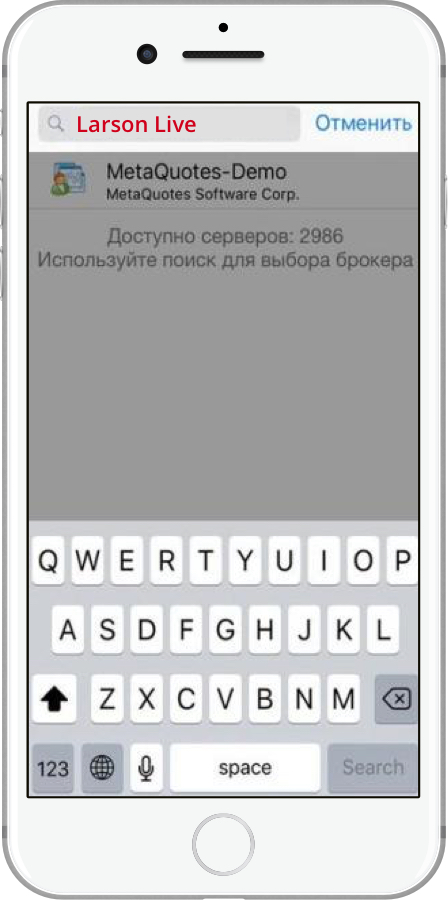 Larson Live Отменить
MetaQuotes-Demo
MetaQuotes Software Corp.
Доступно серверов: 2986
Используйте поиск для выбора брокера
Q W E R T Y U I O P
A S D F G H J K L
Z X C V B N M
123 space Search